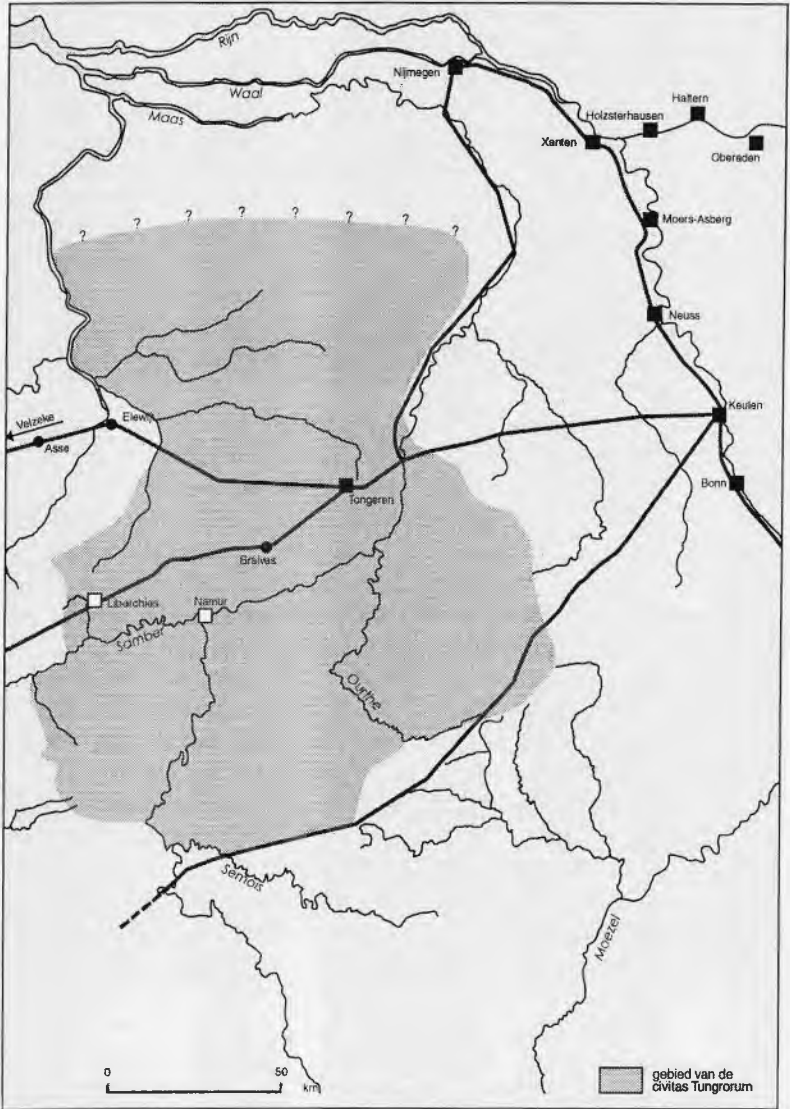 Rijn
Nijmegen
Waal
Maas
Haltern
Holzsterhausen
Xanten
Oberaden
? ? ? ? ? ? ? ?
Moers-Asberg
Neuss
Keulen
Velzeke
Elewijt
Asse
Tongeren
Bonn
Braives
Liberchies
Namur
Samber
Ourthe
Semois
Moezel
0 50
km
gebied van de
civitas Tungrorum